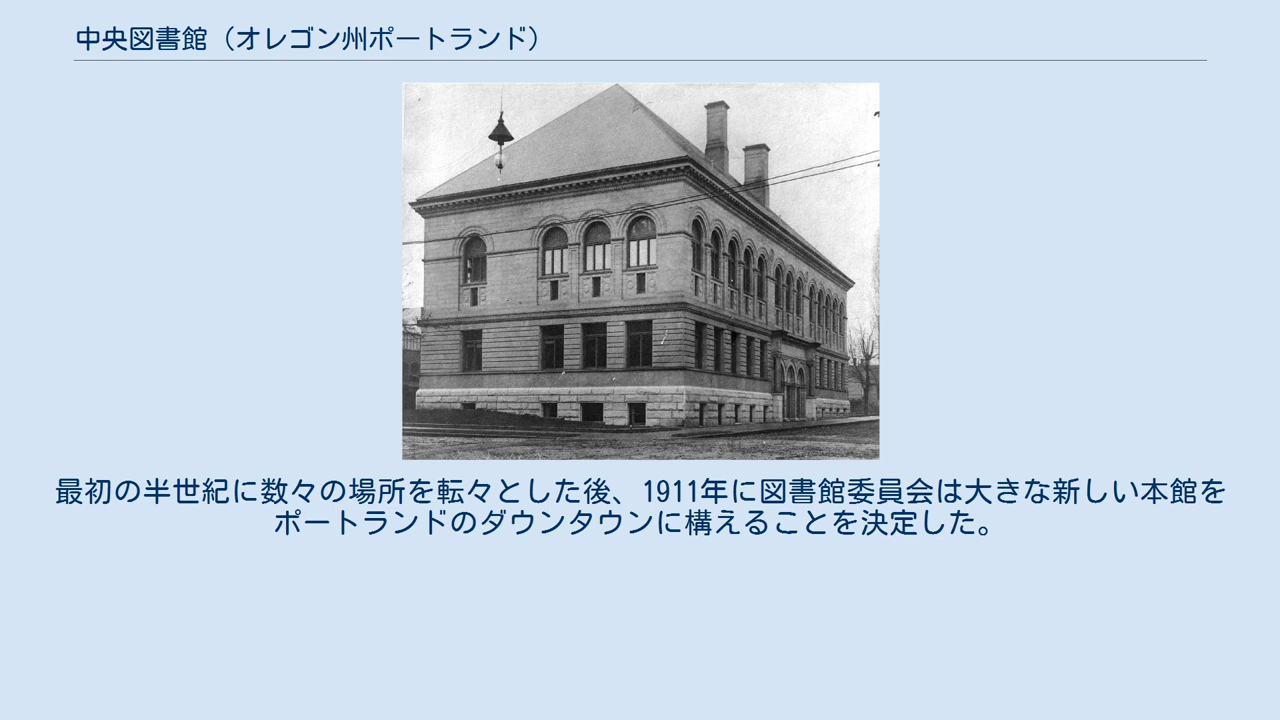 中央図書館（オレゴン州ポートランド）
最初の半世紀に数々の場所を転々とした後、1911年に図書館委員会は大きな新しい本館を
ポートランドのダウンタウンに構えることを決定した。